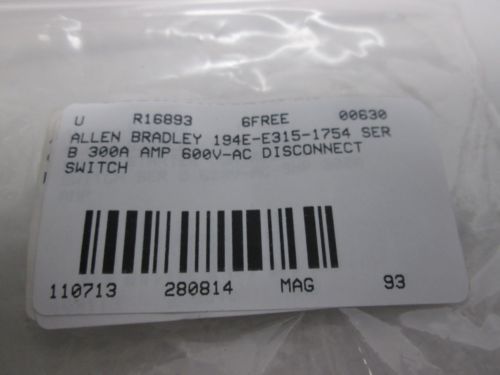 U R16893 6FREE 00630
ALLEN BRADLEY 194E-E315-1754 SER
B 300A AMP 600V-AC DISCONNECT
SWITCH
110713 280814 MAG 93